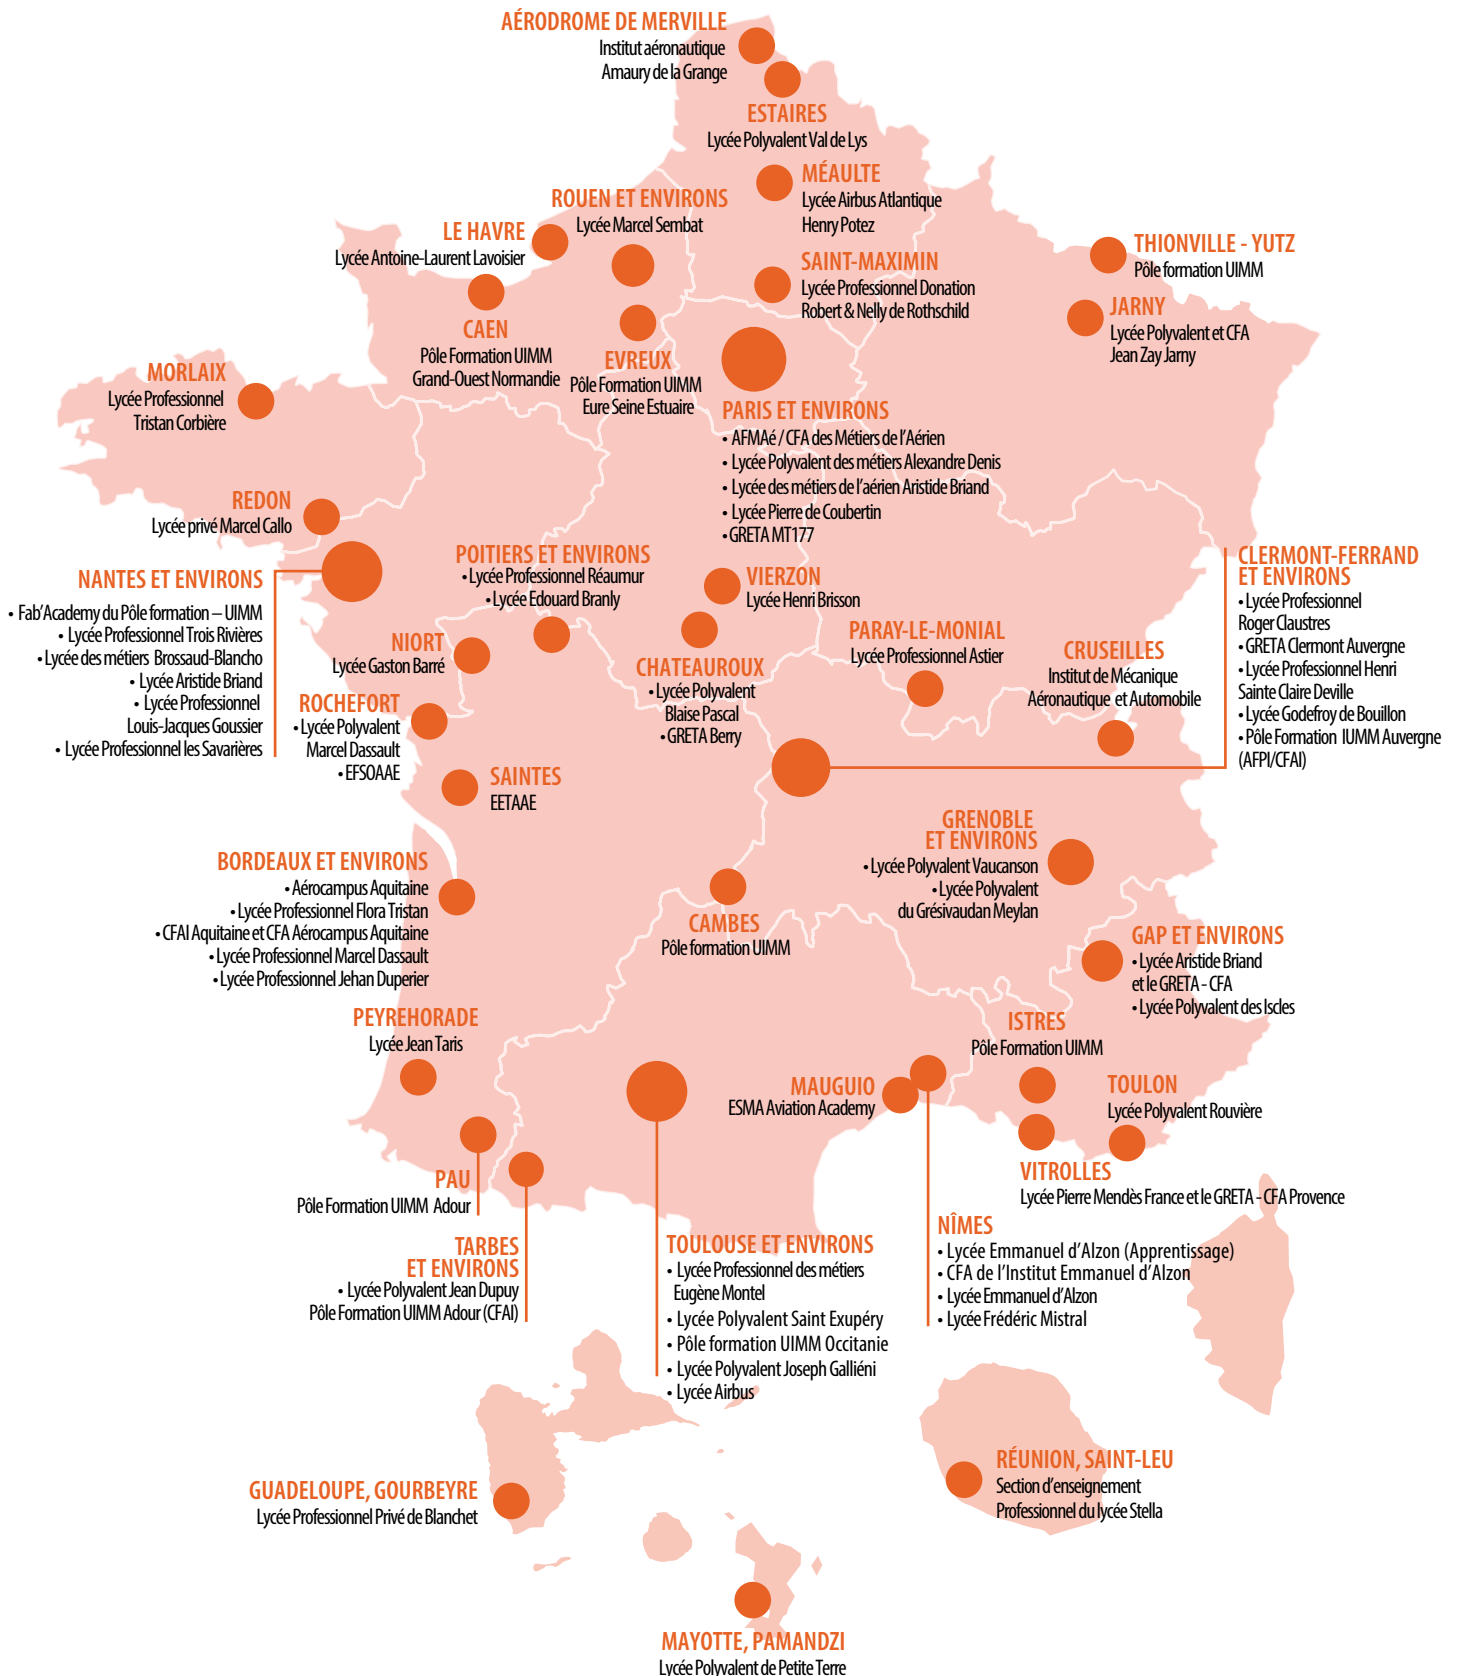 AÉRODROME DE MERVILLE
Institut aéronautique
Amaury de la Grange
ESTAIRES
Lycée Polyvalent Val de Lys
MÉAULTE
Lycée Airbus Atlantique
Henry Potez
ROUEN ET ENVIRONS
Lycée Marcel Sembat
LE HAVRE
Lycée Antoine-Laurent Lavoisier
THIONVILLE - YUTZ
Pôle formation UIMM
SAINT-MAXIMIN
Lycée Professionnel Donation
Robert & Nelly de Rothschild
JARNY
Lycée Polyvalent et CFA
Jean Zay Jarny
CAEN
Pôle Formation UIMM
Grand-Ouest Normandie
EVREUX
Pôle Formation UIMM
Eure Seine Estuaire
MORLAIX
Lycée Professionnel
Tristan Corbière
PARIS ET ENVIRONS
• AFMAé / CFA des Métiers de l'Aérien
• Lycée Polyvalent des métiers Alexandre Denis
• Lycée des métiers de l'aérien Aristide Briand
• Lycée Pierre de Coubertin
• GRETA MT177
REDON
Lycée privé Marcel Callo
NANTES ET ENVIRONS
• Fab'Academy du Pôle formation – UIMM
• Lycée Professionnel Trois Rivières
• Lycée des métiers Brossaud-Blancho
• Lycée Aristide Briand
• Lycée Professionnel
Louis-Jacques Goussier
• Lycée Professionnel les Savarières
POITIERS ET ENVIRONS
• Lycée Professionnel Réaumur
• Lycée Edouard Branly
VIERZON
Lycée Henri Brisson
CLERMONT-FERRAND
ET ENVIRONS
• Lycée Professionnel
Roger Claustres
• GRETA Clermont Auvergne
• Lycée Professionnel Henri
Sainte Claire Deville
• Lycée Godefroy de Bouillon
• Pôle Formation IUMM Auvergne
(AFPI/CFAI)
NIORT
Lycée Gaston Barré
CHATEAUROUX
• Lycée Polyvalent
Blaise Pascal
• GRETA Berry
PARAY-LE-MONIAL
Lycée Professionnel Astier
CRUSEILLES
Institut de Mécanique
Aéronautique et Automobile
ROCHEFORT
• Lycée Polyvalent
Marcel Dassault
• EFSOAAE
SAINTES
EETAAE
GRENOBLE
ET ENVIRONS
• Lycée Polyvalent Vaucanson
• Lycée Polyvalent
du Grésivaudan Meylan
BORDEAUX ET ENVIRONS
• Aérocampus Aquitaine
• Lycée Professionnel Flora Tristan
• CFAI Aquitaine et CFA Aérocampus Aquitaine
• Lycée Professionnel Marcel Dassault
• Lycée Professionnel Jehan Duperier
CAMBES
Pôle formation UIMM
GAP ET ENVIRONS
• Lycée Aristide Briand
et le GRETA - CFA
• Lycée Polyvalent des Iscles
PEYREHORADE
Lycée Jean Taris
ISTRES
Pôle Formation UIMM
MAUGUIO
ESMA Aviation Academy
TOULON
Lycée Polyvalent Rouvière
PAU
Pôle Formation UIMM Adour
VITROLLES
Lycée Pierre Mendès France et le GRETA - CFA Provence
TARBES
ET ENVIRONS
• Lycée Polyvalent Jean Dupuy
Pôle Formation UIMM Adour (CFAI)
TOULOUSE ET ENVIRONS
• Lycée Professionnel des métiers
Eugène Montel
• Lycée Polyvalent Saint Exupéry
• Pôle formation UIMM Occitanie
• Lycée Polyvalent Joseph Galliéni
• Lycée Airbus
NÎMES
• Lycée Emmanuel d'Alzon (Apprentissage)
• CFA de l'Institut Emmanuel d'Alzon
• Lycée Emmanuel d'Alzon
• Lycée Frédéric Mistral
GUADELOUPE, GOURBEYRE
Lycée Professionnel Privé de Blanchet
RÉUNION, SAINT-LEU
Section d'enseignement
Professionnel du lycée Stella
MAYOTTE, PAMANDZI
Lycée Polyvalent de Petite Terre